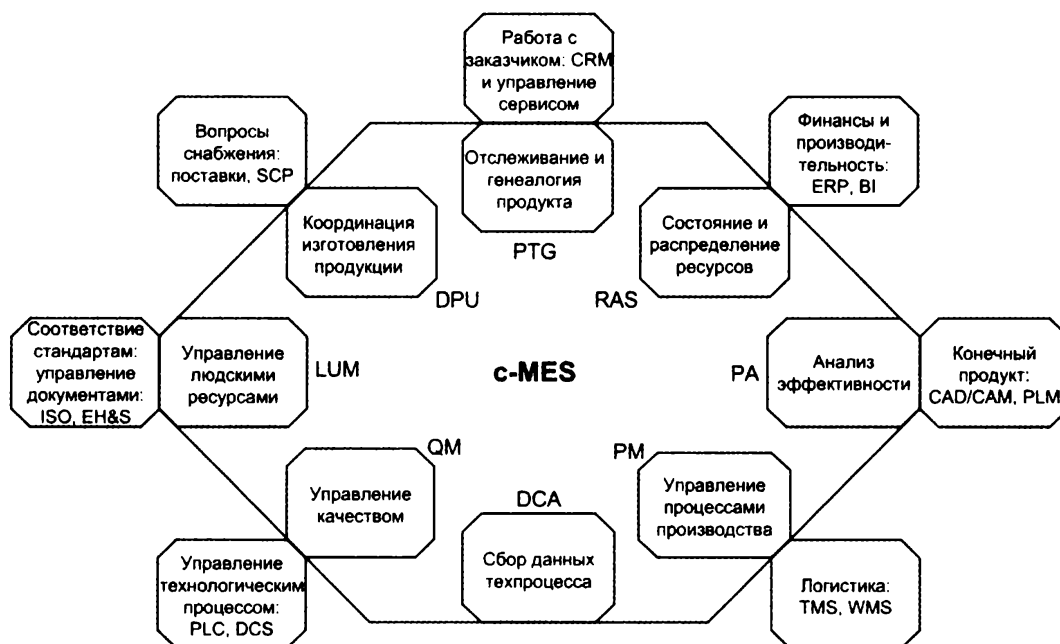 Работа с
заказчиком: CRM
и управление
сервисом
Вопросы
снабжения:
поставки, SCP
Финансы и
производи-
тельность:
ERP, BI
Отслеживание и
генеалогия
продукта
Координация
изготовления
продукции
Состояние и
распределение
ресурсов
PTG
DPU
RAS
Соответствие
стандартам:
управление
документами:
ISO, EH&S
Управление
людскими
ресурсами
LUM
c-MES
PA
Анализ
эффективности
Конечный
продукт:
CAD/CAM, PLM
QM
PM
Управление
качеством
DCA
Управление
процессами
производства
Сбор данных
техпроцесса
Управление
технологическим
процессом:
PLC, DCS
Логистика:
TMS, WMS